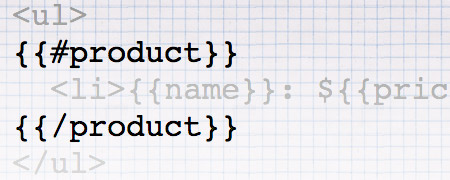 <ul>
{{#product}}
<li>{{name}}: ${{pric
{{/product}}
</ul>